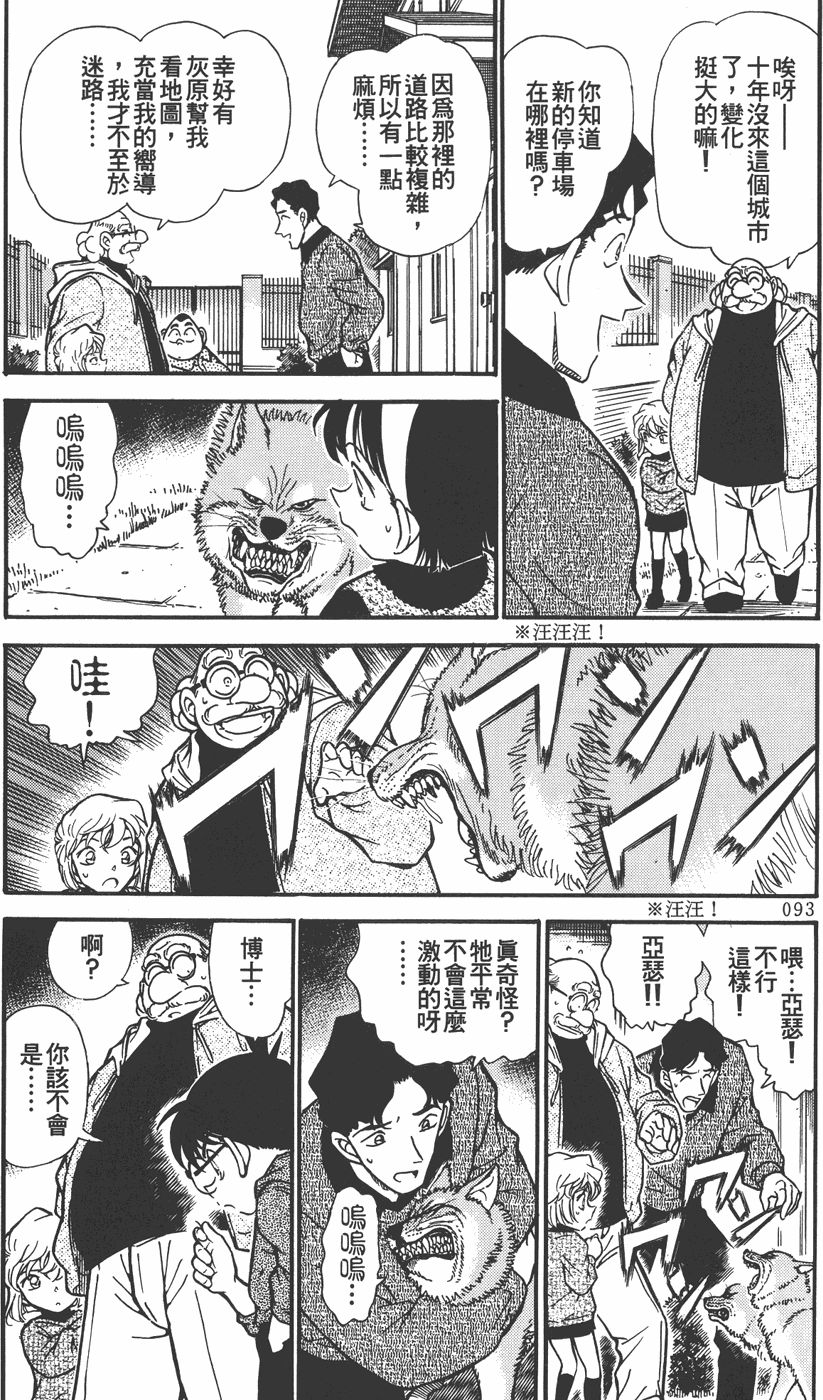 唉呀——
十年沒來這個城市
了，變化
挺大的嘛！
你知道
新的停車場
在哪裡嗎？
因為那裡的
道路比較複雜，
所以有一點
麻煩……
幸好有
灰原幫我
看地圖，
充當我的嚮導
，我才不至於
迷路……
嗚嗚嗚…
※汪汪汪！
哇！
※汪汪！
093
喂…亞瑟！
不行
這樣！
亞瑟!!
真奇怪？
牠平常
不會這麼
激動的呀
……
嗚嗚嗚…
博士…
啊？
你該不會
是……